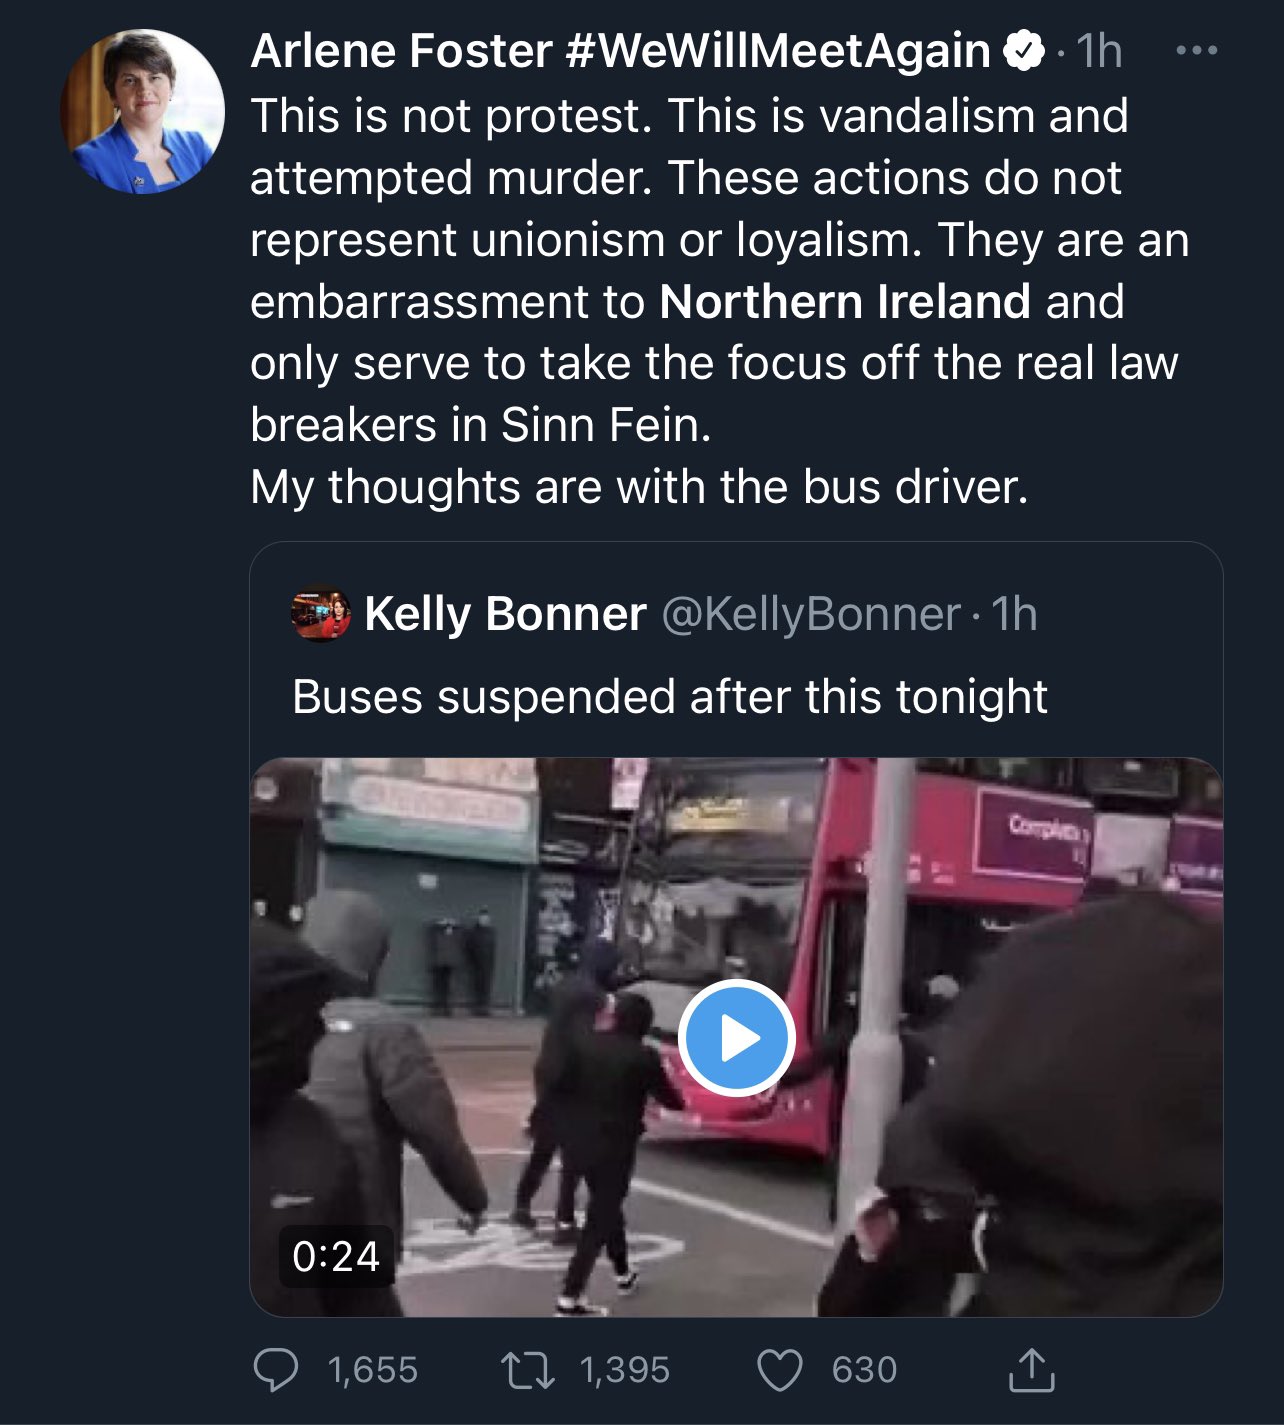 Arlene Foster #WeWillMeetAgain · 1h
This is not protest. This is vandalism and
attempted murder. These actions do not
represent unionism or loyalism. They are an
embarrassment to Northern Ireland and
only serve to take the focus off the real law
breakers in Sinn Fein.
My thoughts are with the bus driver.
Kelly Bonner @KellyBonner · 1h
Buses suspended after this tonight
0:24
1,655 1,395 630